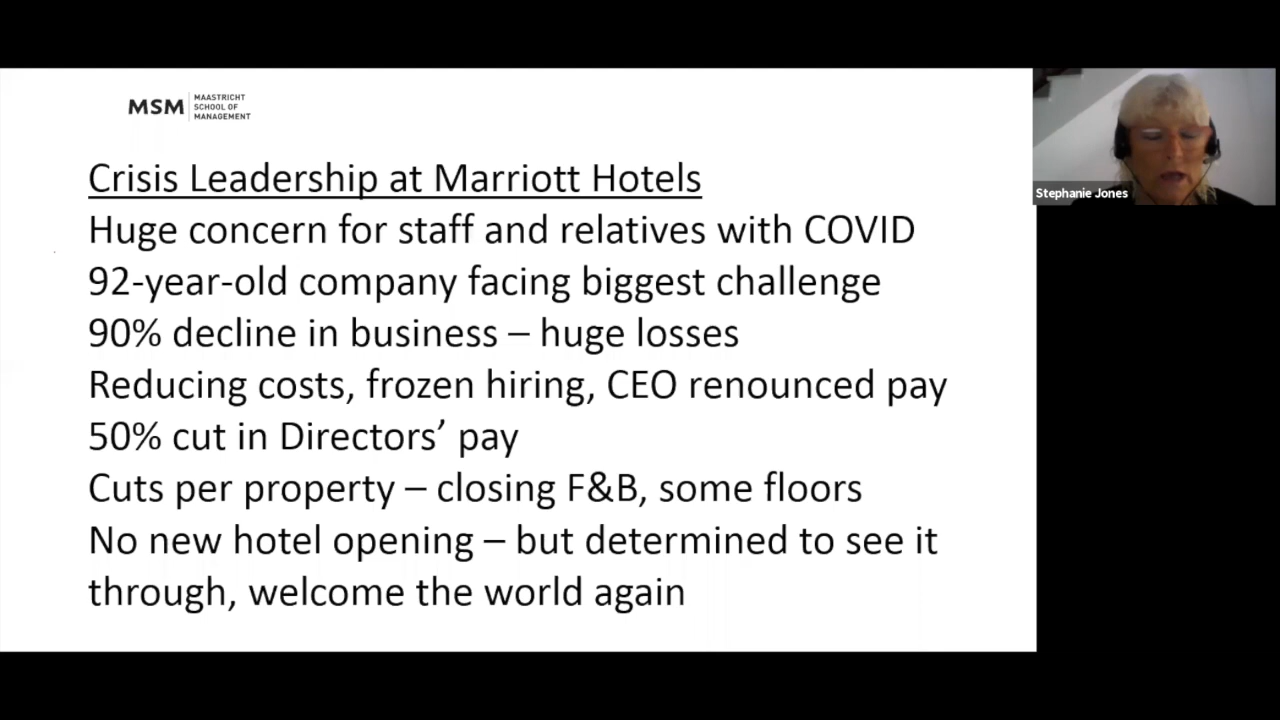 MSM
MAASTRICHT
SCHOOL OF
MANAGEMENT
Crisis Leadership at Marriott Hotels
Huge concern for staff and relatives with COVID
92-year-old company facing biggest challenge
90% decline in business – huge losses
Reducing costs, frozen hiring, CEO renounced pay
50% cut in Directors’ pay
Cuts per property – closing F&B, some floors
No new hotel opening – but determined to see it
through, welcome the world again
Stephanie Jones